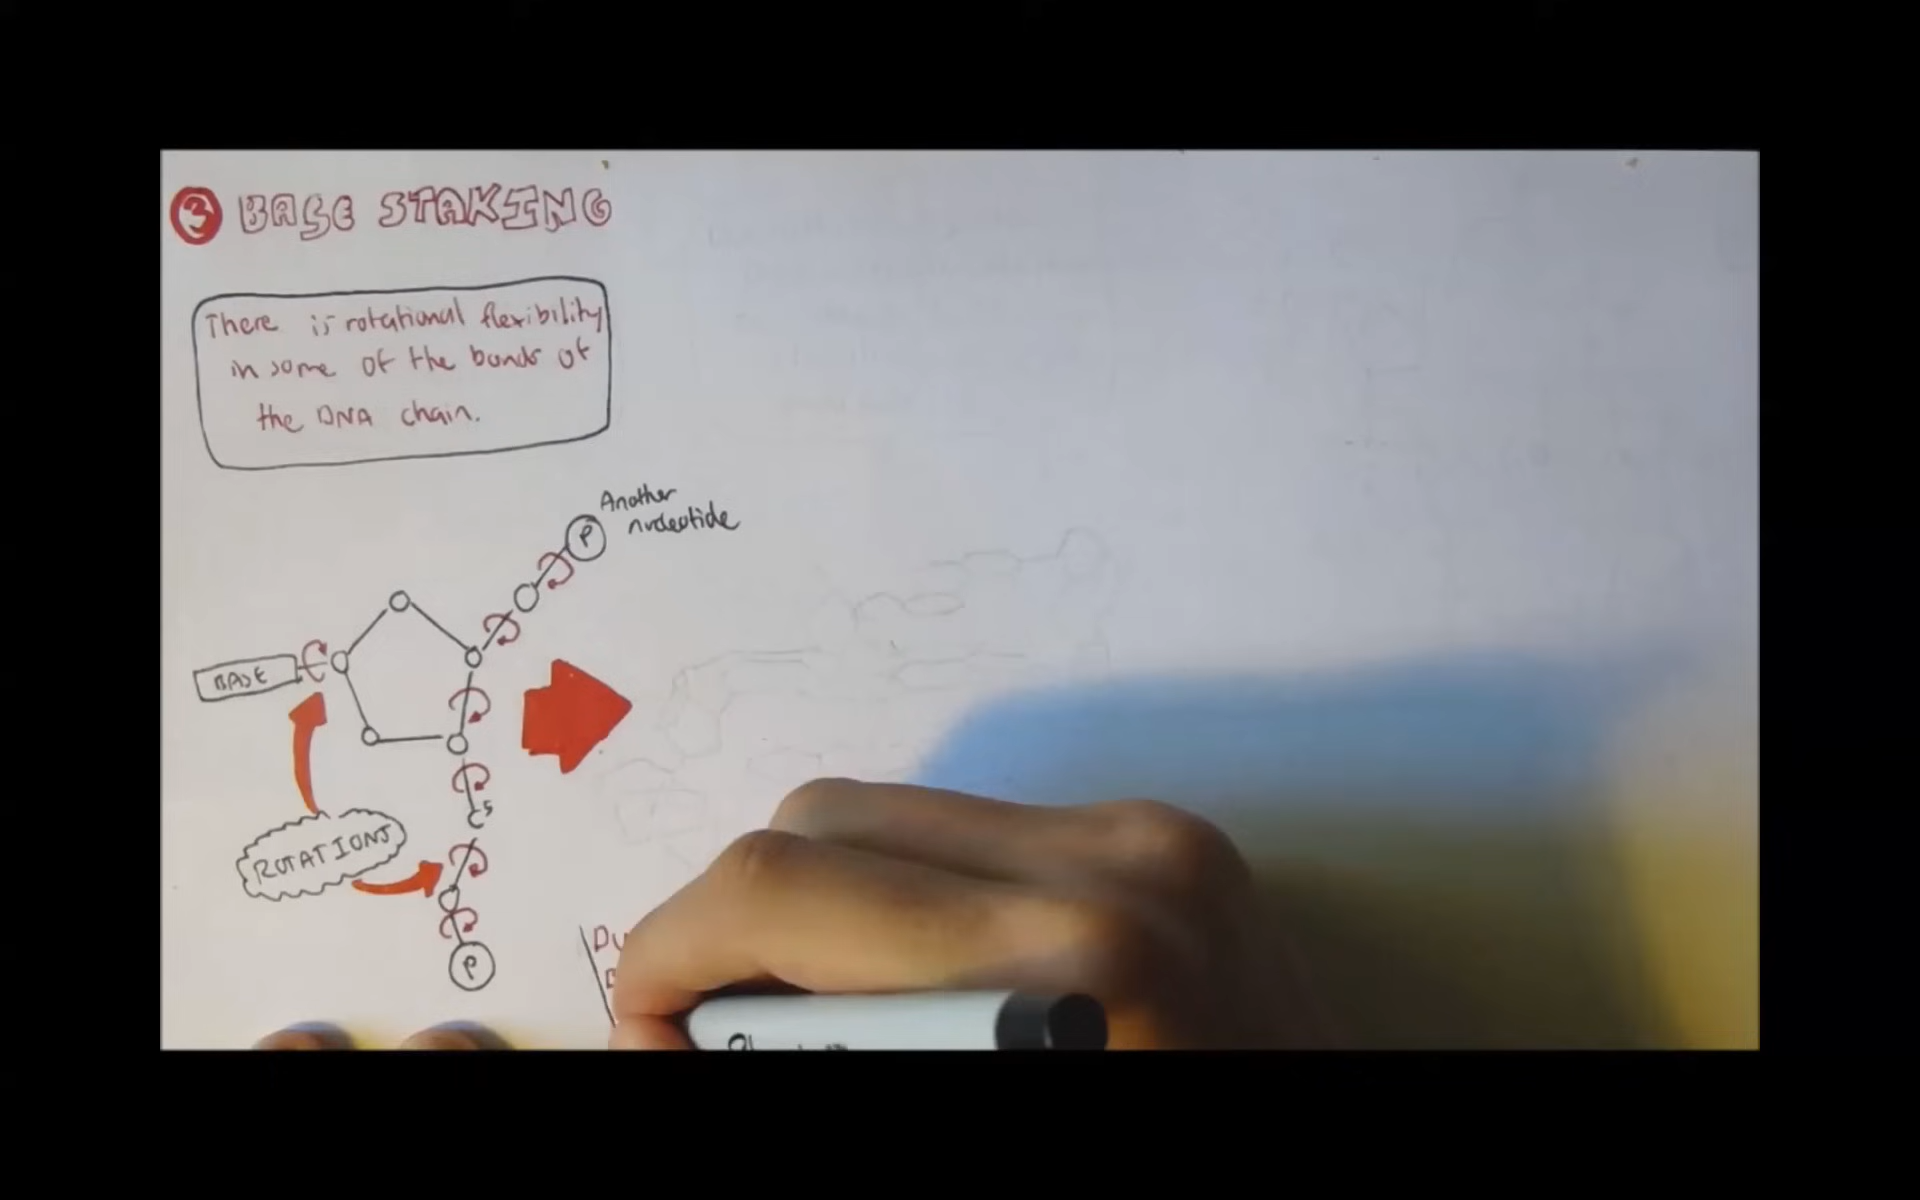 3 BASE STAKING
There is rotational flexibility
in some of the bonds of
the DNA chain.
Another
nucleotide
P
BASE
C5
ROTATIONS
P